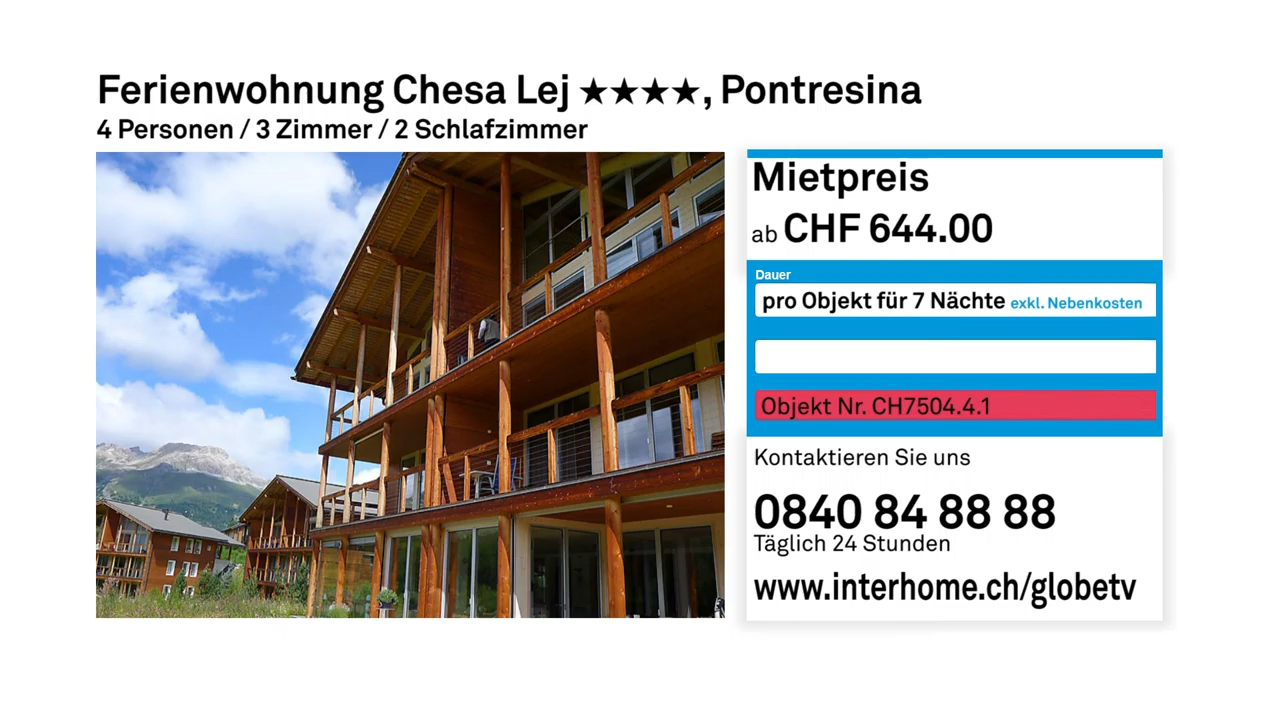 Ferienwohnung Chesa Lej ★★★★, Pontresina
4 Personen / 3 Zimmer / 2 Schlafzimmer
Mietpreis
ab CHF 644.00
Dauer
pro Objekt für 7 Nächte exkl. Nebenkosten
Objekt Nr. CH7504.4.1
Kontaktieren Sie uns
0840 84 88 88
Täglich 24 Stunden
www.interhome.ch/globetv